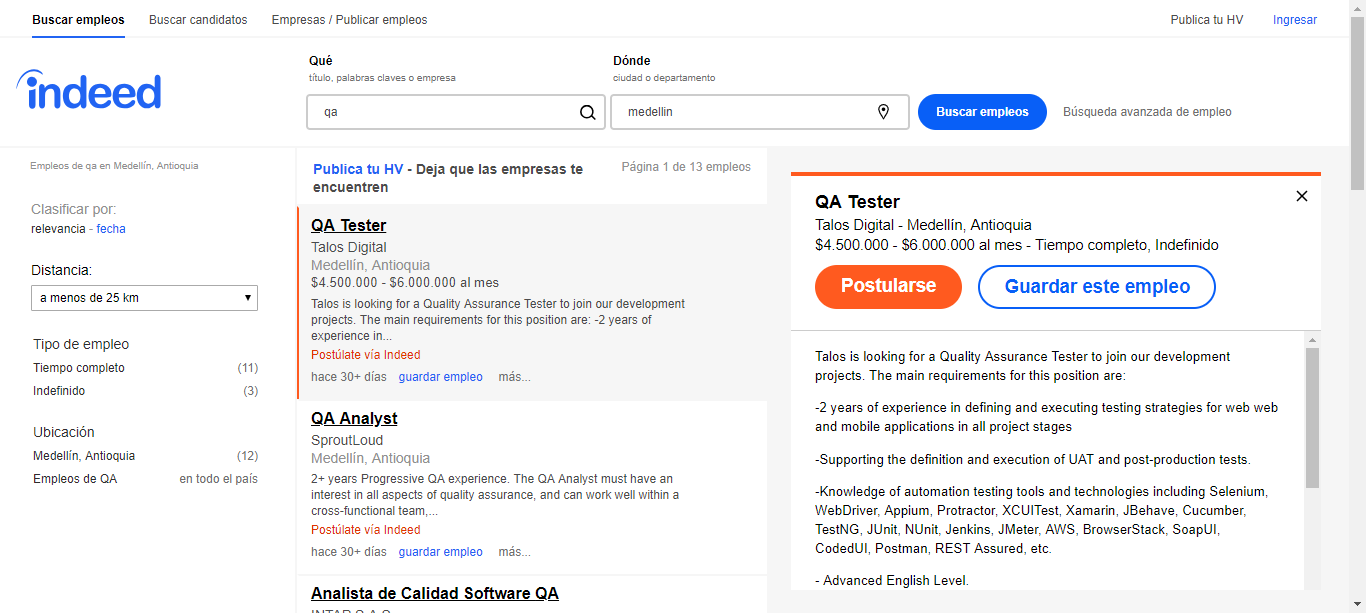 Buscar empleos
Buscar candidatos
Empresas / Publicar empleos
Publica tu HV
Ingresar
indeed
Qué
título, palabras claves o empresa
qa
Dónde
ciudad o departamento
medellin
Buscar empleos
Búsqueda avanzada de empleo
Empleos de qa en Medellín, Antioquia
Clasificar por:
relevancia - fecha
Distancia:
a menos de 25 km
Tipo de empleo
Tiempo completo (11)
Indefinido (3)
Ubicación
Medellín, Antioquia (12)
Empleos de QA en todo el país
Publica tu HV - Deja que las empresas te
encuentren
Página 1 de 13 empleos
QA Tester
Talos Digital
Medellín, Antioquia
$4.500.000 - $6.000.000 al mes
Talos is looking for a Quality Assurance Tester to join our development
projects. The main requirements for this position are: -2 years of
experience in...
Postúlate vía Indeed
hace 30+ días guardar empleo más...
QA Analyst
SproutLoud
Medellín, Antioquia
2+ years Progressive QA experience. The QA Analyst must have an
interest in all aspects of quality assurance, and can work well within a
cross-functional team,...
Postúlate vía Indeed
hace 30+ días guardar empleo más...
Analista de Calidad Software QA
QA Tester
Talos Digital - Medellín, Antioquia
$4.500.000 - $6.000.000 al mes - Tiempo completo, Indefinido
Postularse
Guardar este empleo
Talos is looking for a Quality Assurance Tester to join our development
projects. The main requirements for this position are:
-2 years of experience in defining and executing testing strategies for web web
and mobile applications in all project stages
-Supporting the definition and execution of UAT and post-production tests.
-Knowledge of automation testing tools and technologies including Selenium,
WebDriver, Appium, Protractor, XCUITest, Xamarin, JBehave, Cucumber,
TestNG, JUnit, NUnit, Jenkins, JMeter, AWS, BrowserStack, SoapUI,
CodedUI, Postman, REST Assured, etc.
- Advanced English Level.